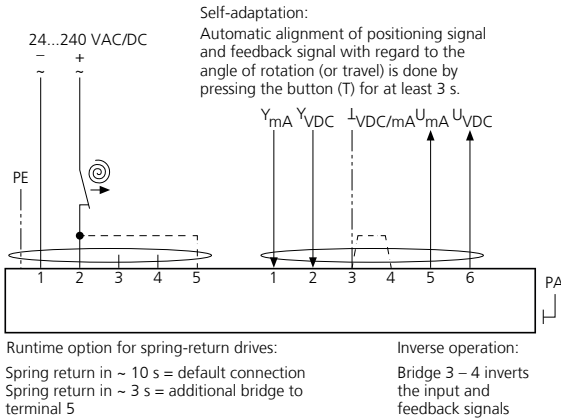 Self-adaptation:
Automatic alignment of positioning signal
and feedback signal with regard to the
angle of rotation (or travel) is done by
pressing the button (T) for at least 3 s.
24...240 VAC/DC
– +
~ ~
YmA YVDC ⊥VDC/mA UmA UVDC
PE
1 2 3 4 5 1 2 3 4 5 6
PA
Runtime option for spring-return drives:
Spring return in ~ 10 s = default connection
Spring return in ~ 3 s = additional bridge to
terminal 5
Inverse operation:
Bridge 3 – 4 inverts
the input and
feedback signals